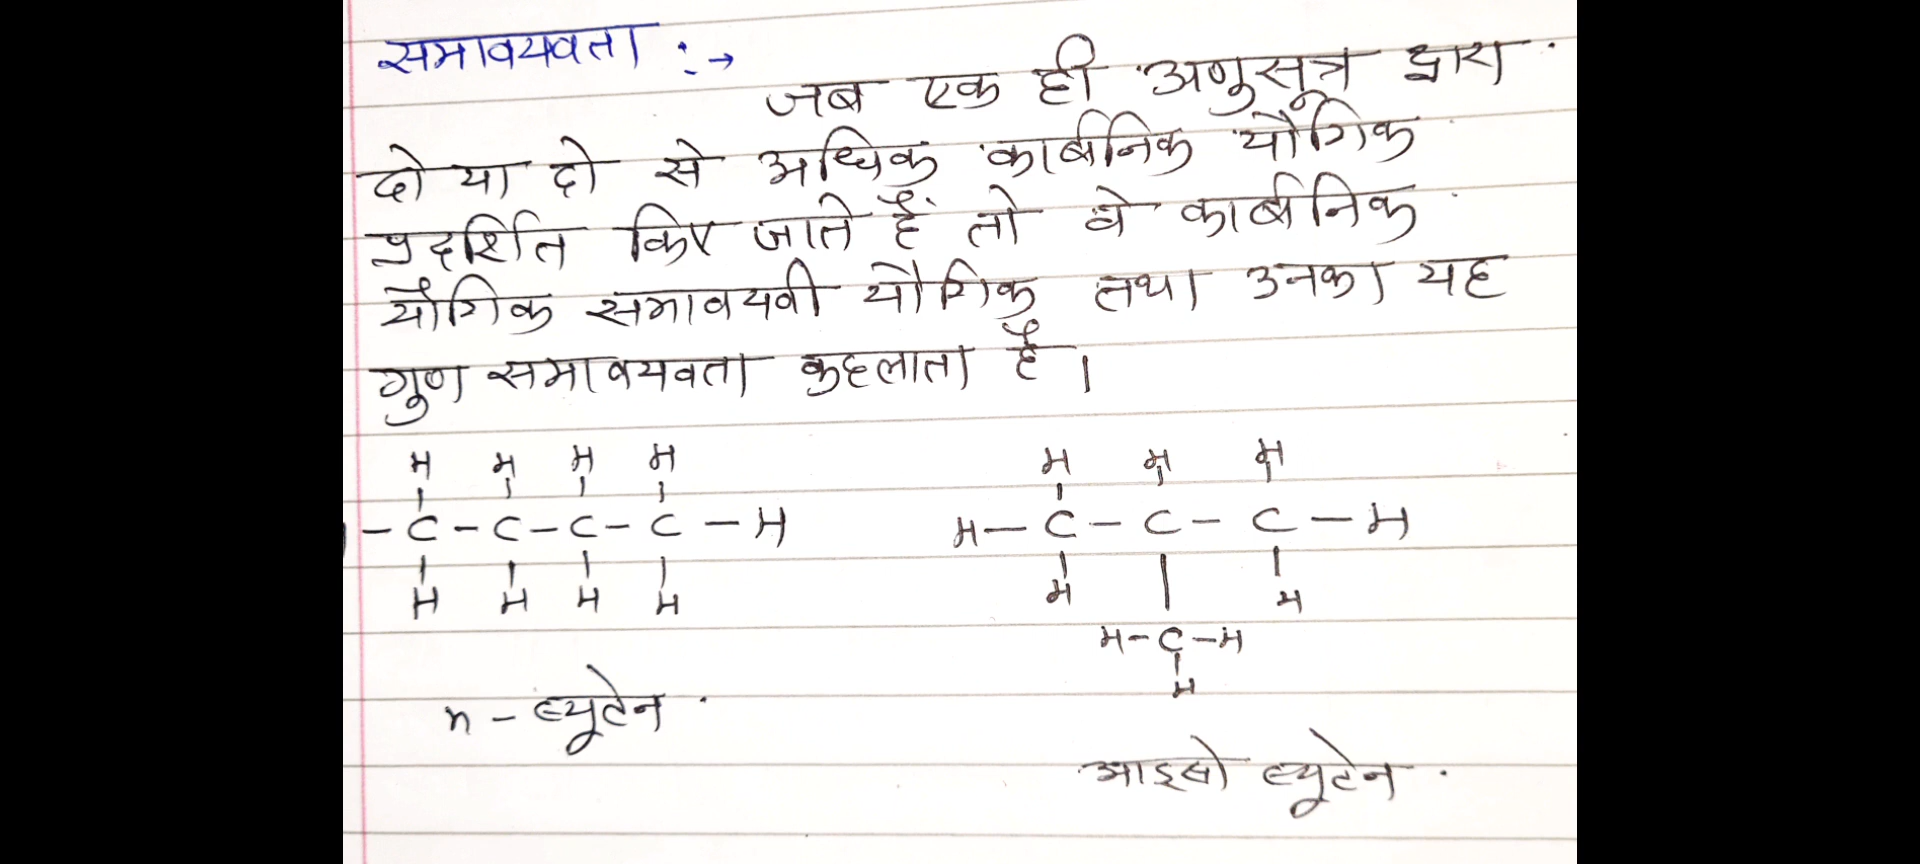 समावयवता :→
जब एक ही अणुसूत्र द्वारा
दो या दो से अधिक कार्बनिक यौगिक
प्रदर्शित किए जाते हैं तो वे कार्बनिक
यौगिक समावयवी यौगिक तथा उनका यह
गुण समावयवता कहलाता है।
H H H H H H H
- C - C - C - C - H H - C - C - C - H
H H H H H H
H - C - H
H
n - ब्यूटेन
आइसो ब्यूटेन